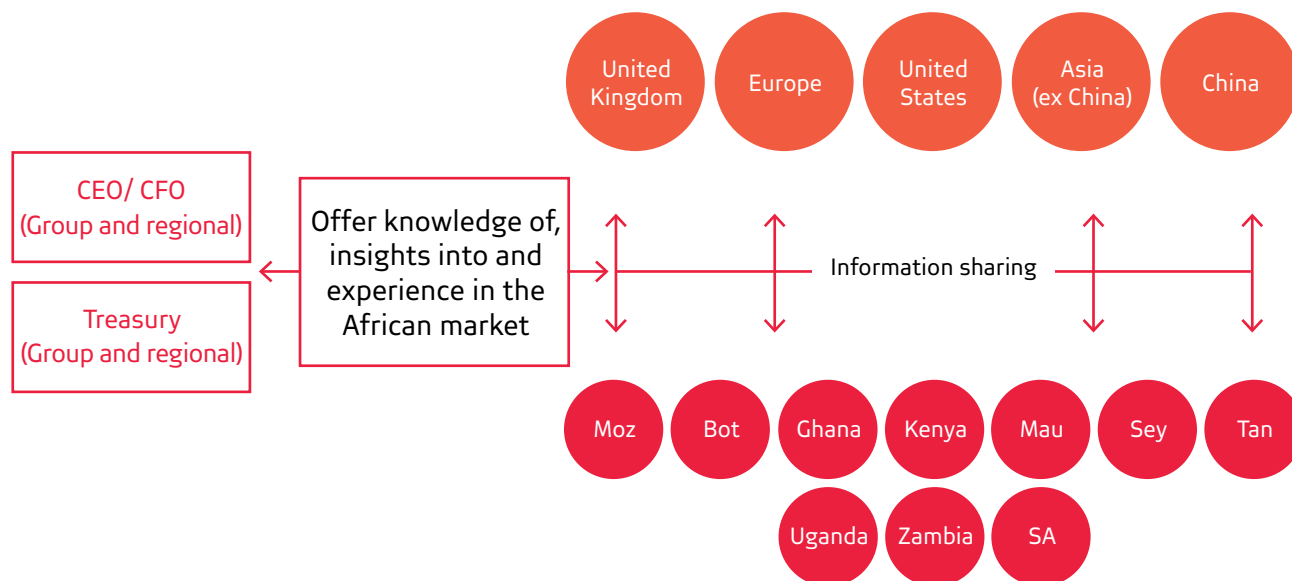 United
Kingdom
Europe
United
States
Asia
(ex China)
China
CEO/ CFO
(Group and regional)
Treasury
(Group and regional)
Offer knowledge of,
insights into and
experience in the
African market
Information sharing
Moz
Bot
Ghana
Kenya
Mau
Sey
Tan
Uganda
Zambia
SA